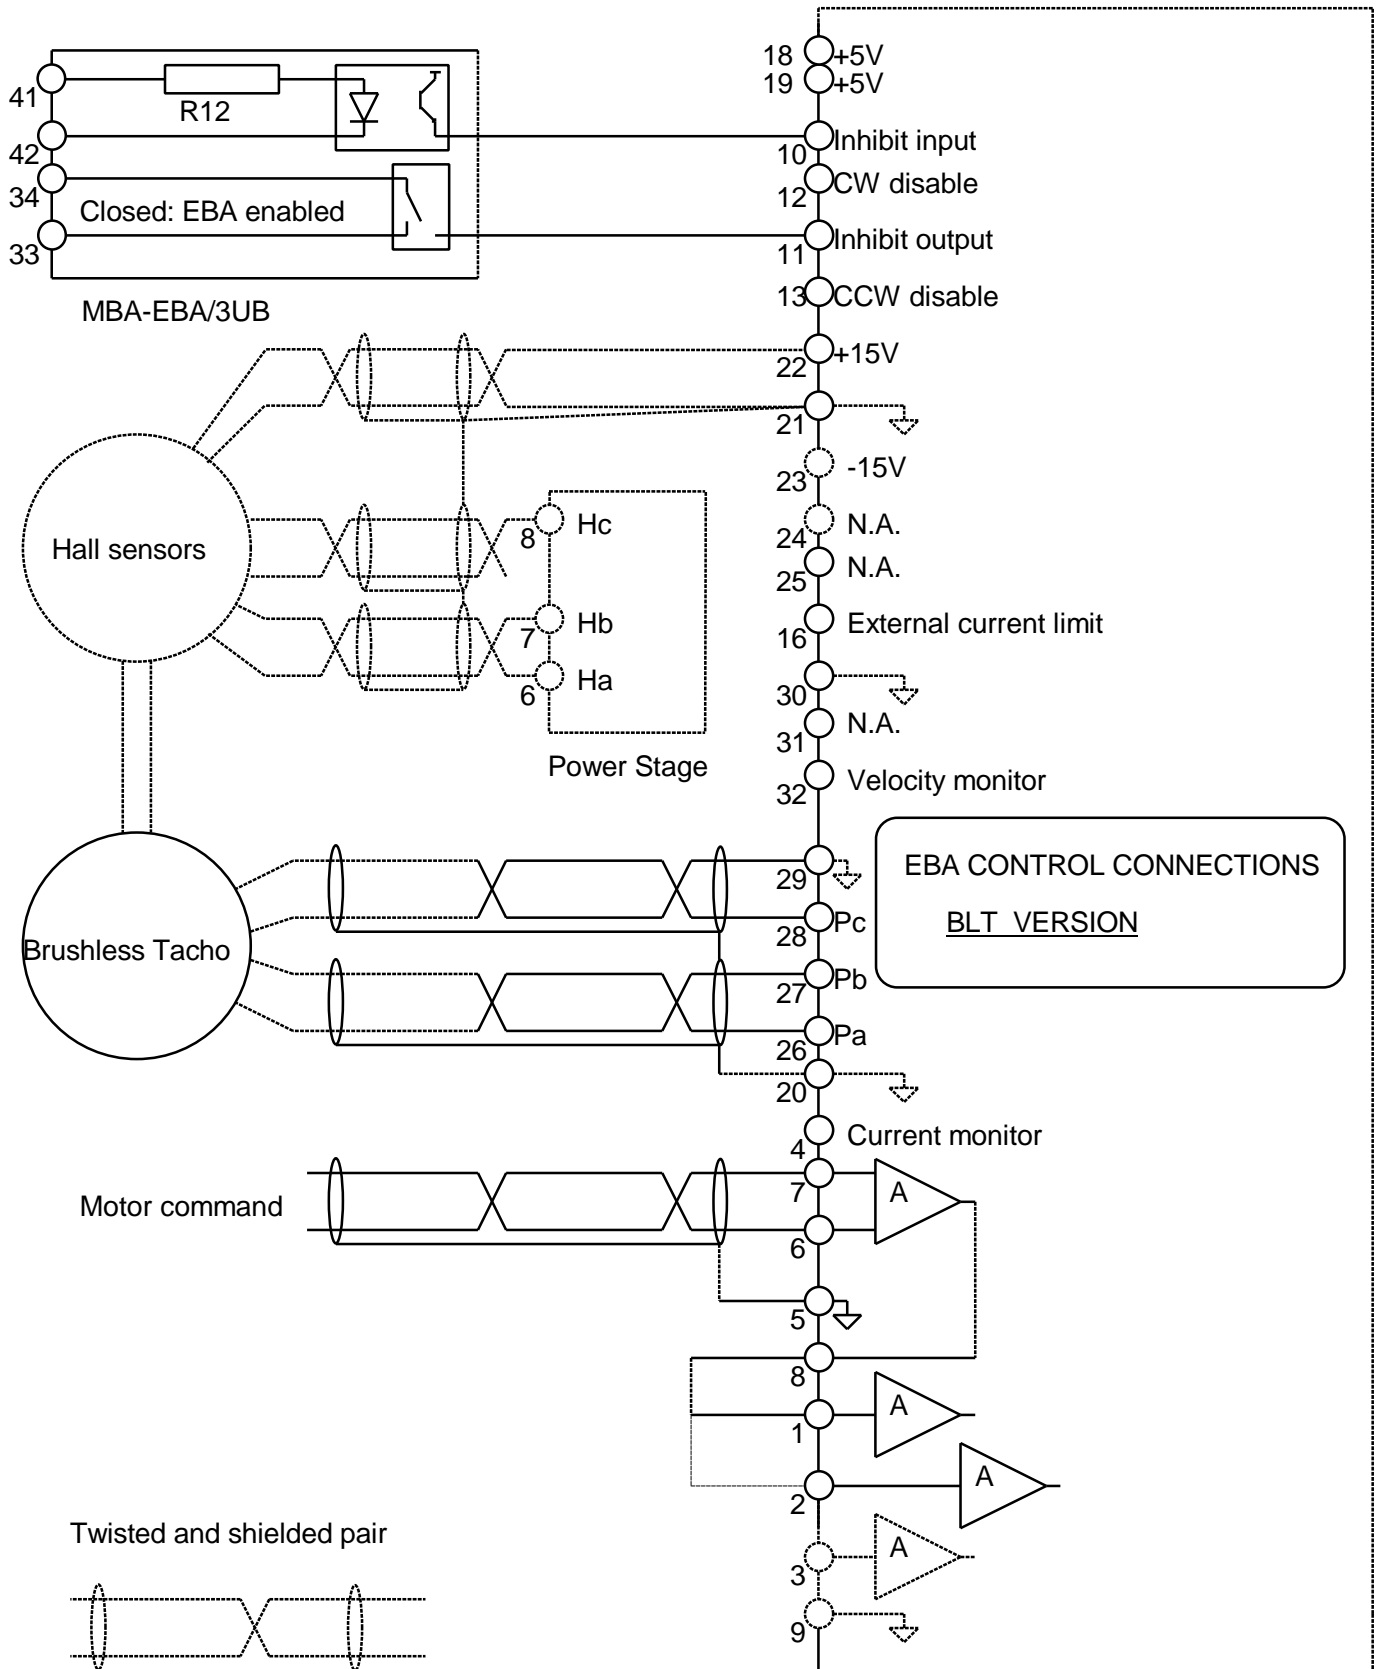 18 +5V
19 +5V
41
R12
42
10 Inhibit input
34
12 CW disable
Closed: EBA enabled
33
11 Inhibit output
13 CCW disable
MBA-EBA/3UB
22 +15V
21
23 -15V
Hall sensors
8 Hc
24 N.A.
25 N.A.
7 Hb
16 External current limit
6 Ha
30
31 N.A.
Power Stage
32 Velocity monitor
29
EBA CONTROL CONNECTIONS
BLT VERSION
28 Pc
Brushless Tacho
27 Pb
26 Pa
20
4 Current monitor
7 A
Motor command
6
5
8
1 A
2 A
Twisted and shielded pair
3 A
9